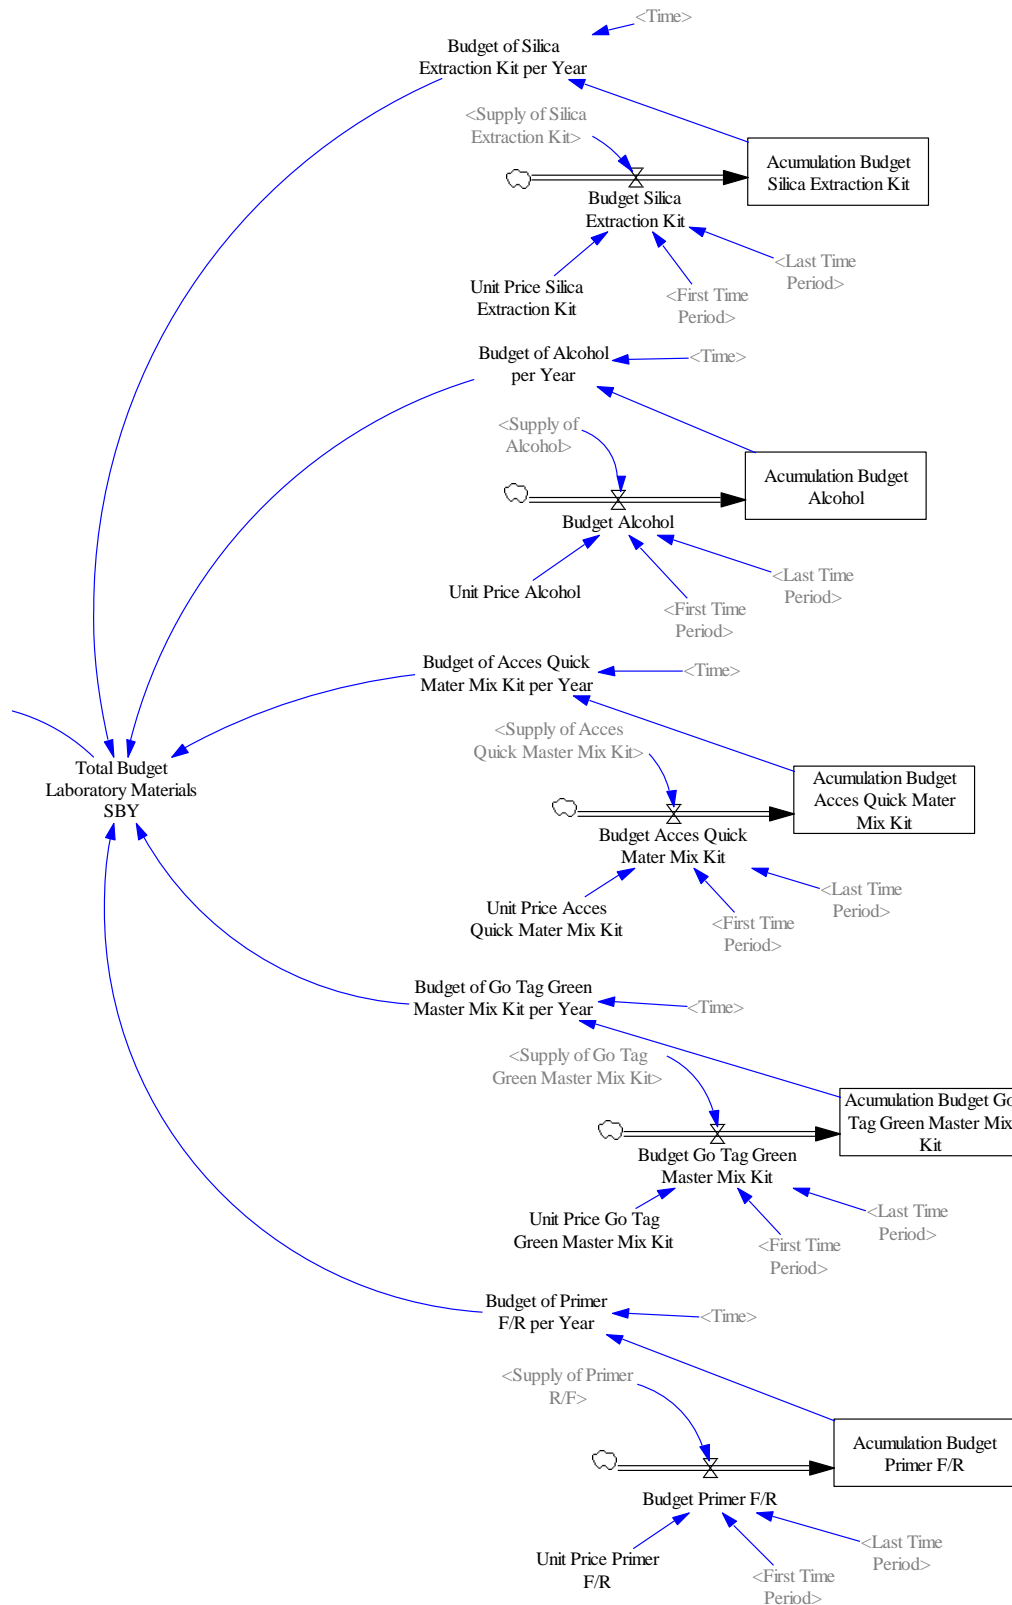 <Time>
Budget of Silica
Extraction Kit per Year
<Supply of Silica
Extraction Kit>
Acumulation Budget
Silica Extraction Kit
Budget Silica
Extraction Kit
<Last Time
Period>
Unit Price Silica
Extraction Kit
<First Time
Period>
Budget of Alcohol
per Year
<Time>
<Supply of
Alcohol>
Acumulation Budget
Alcohol
Budget Alcohol
<Last Time
Period>
Unit Price Alcohol
<First Time
Period>
Budget of Acces Quick
Mater Mix Kit per Year
<Time>
<Supply of Acces
Quick Master Mix Kit>
Total Budget
Laboratory Materials
SBY
Acumulation Budget
Acces Quick Mater
Mix Kit
Budget Acces Quick
Mater Mix Kit
<Last Time
Period>
Unit Price Acces
Quick Mater Mix Kit
<First Time
Period>
Budget of Go Tag Green
Master Mix Kit per Year
<Time>
<Supply of Go Tag
Green Master Mix Kit>
Acumulation Budget Go
Tag Green Master Mix
Kit
Budget Go Tag Green
Master Mix Kit
<Last Time
Period>
Unit Price Go Tag
Green Master Mix Kit
<First Time
Period>
Budget of Primer
F/R per Year
<Time>
<Supply of Primer
R/F>
Acumulation Budget
Primer F/R
Budget Primer F/R
<Last Time
Period>
Unit Price Primer
F/R
<First Time
Period>